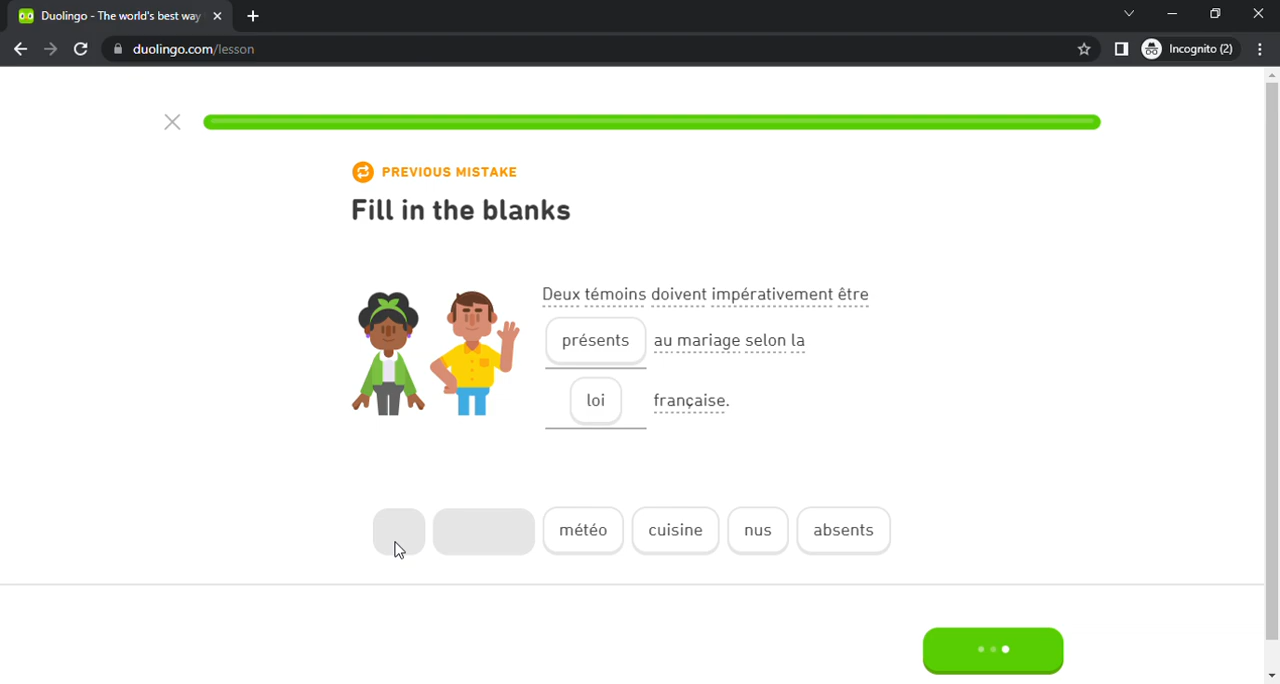 Duolingo - The world's best way
duolingo.com/lesson
Incognito (2)
PREVIOUS MISTAKE
Fill in the blanks
Deux témoins doivent impérativement être
présents au mariage selon la
loi française.
météo cuisine nus absents